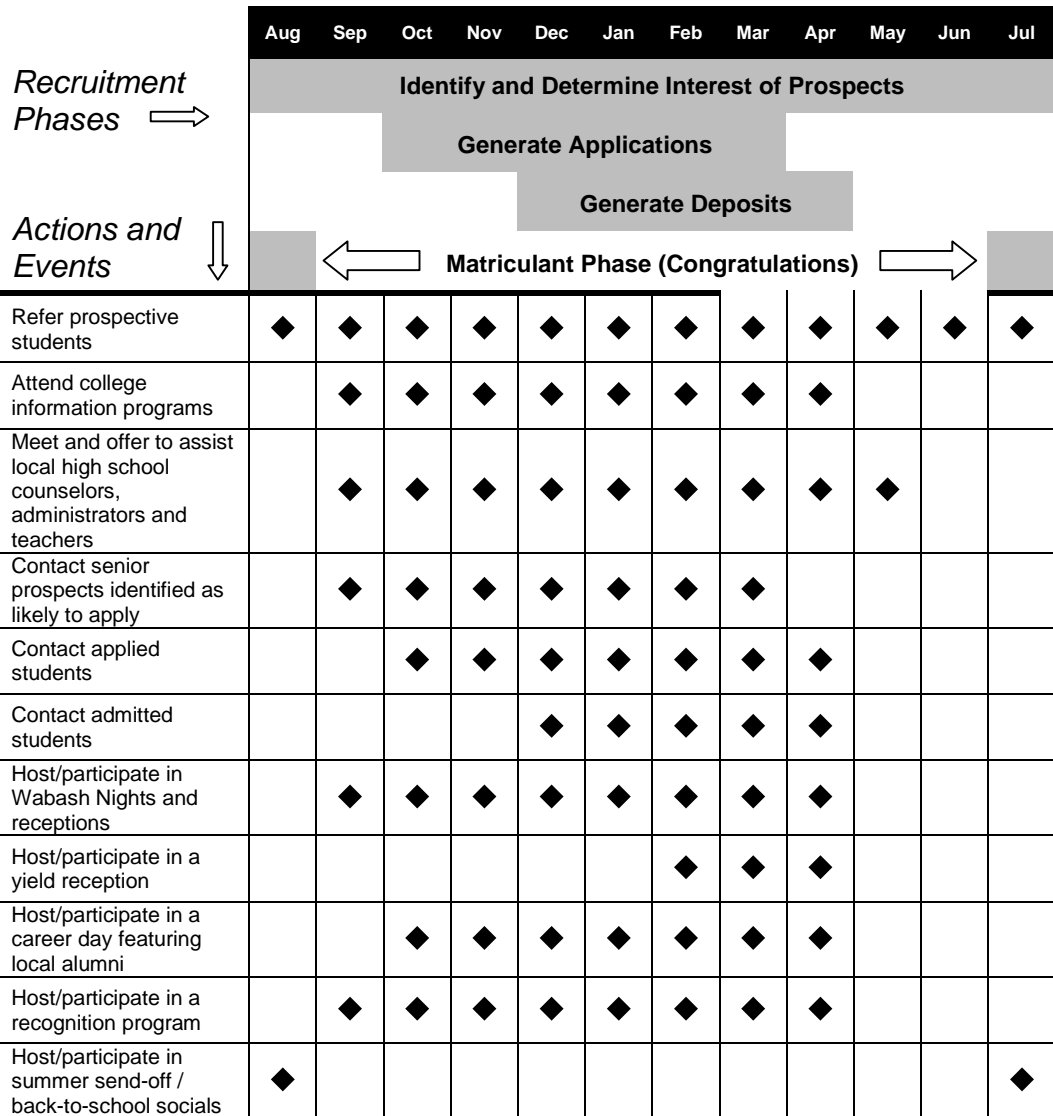 Aug Sep Oct Nov Dec Jan Feb Mar Apr May Jun Jul
Recruitment
Phases
Identify and Determine Interest of Prospects
Generate Applications
Generate Deposits
Actions and
Events
Matriculant Phase (Congratulations)
Refer prospective
students
Attend college
information programs
Meet and offer to assist
local high school
counselors,
administrators and
teachers
Contact senior
prospects identified as
likely to apply
Contact applied
students
Contact admitted
students
Host/participate in
Wabash Nights and
receptions
Host/participate in a
yield reception
Host/participate in a
career day featuring
local alumni
Host/participate in a
recognition program
Host/participate in
summer send-off /
back-to-school socials